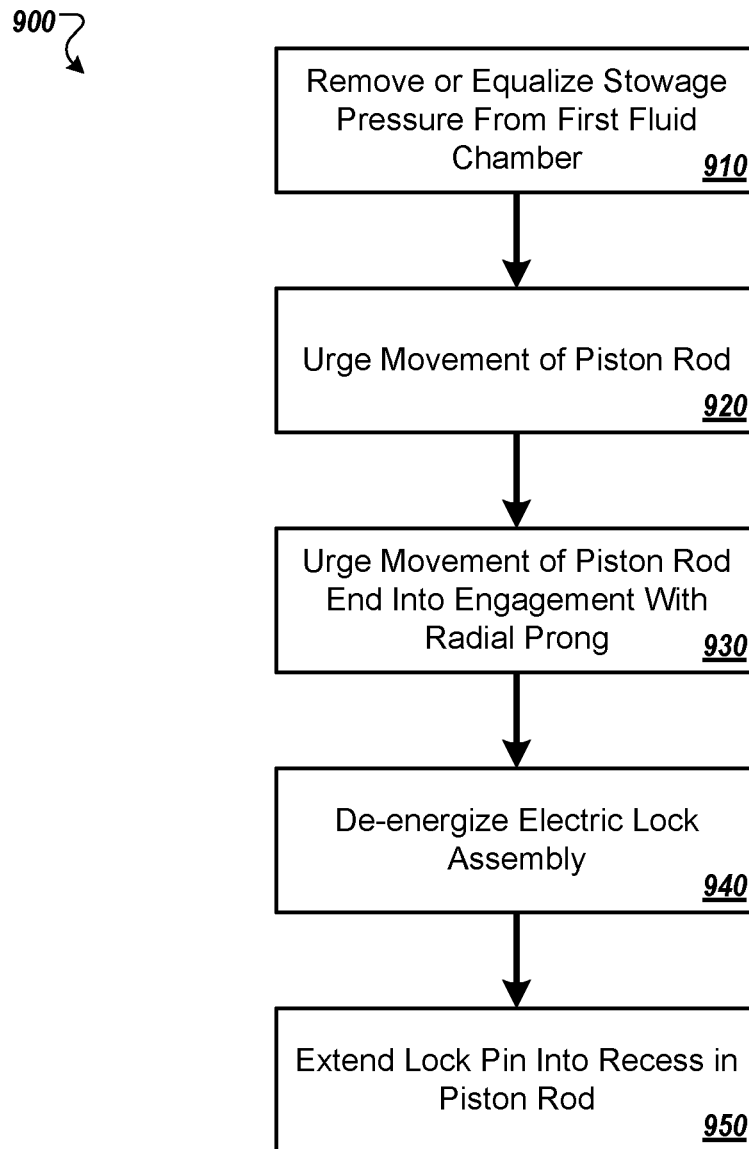 900
Remove or Equalize Stowage
Pressure From First Fluid
Chamber
910
Urge Movement of Piston Rod
920
Urge Movement of Piston Rod
End Into Engagement With
Radial Prong
930
De-energize Electric Lock
Assembly
940
Extend Lock Pin Into Recess in
Piston Rod
950